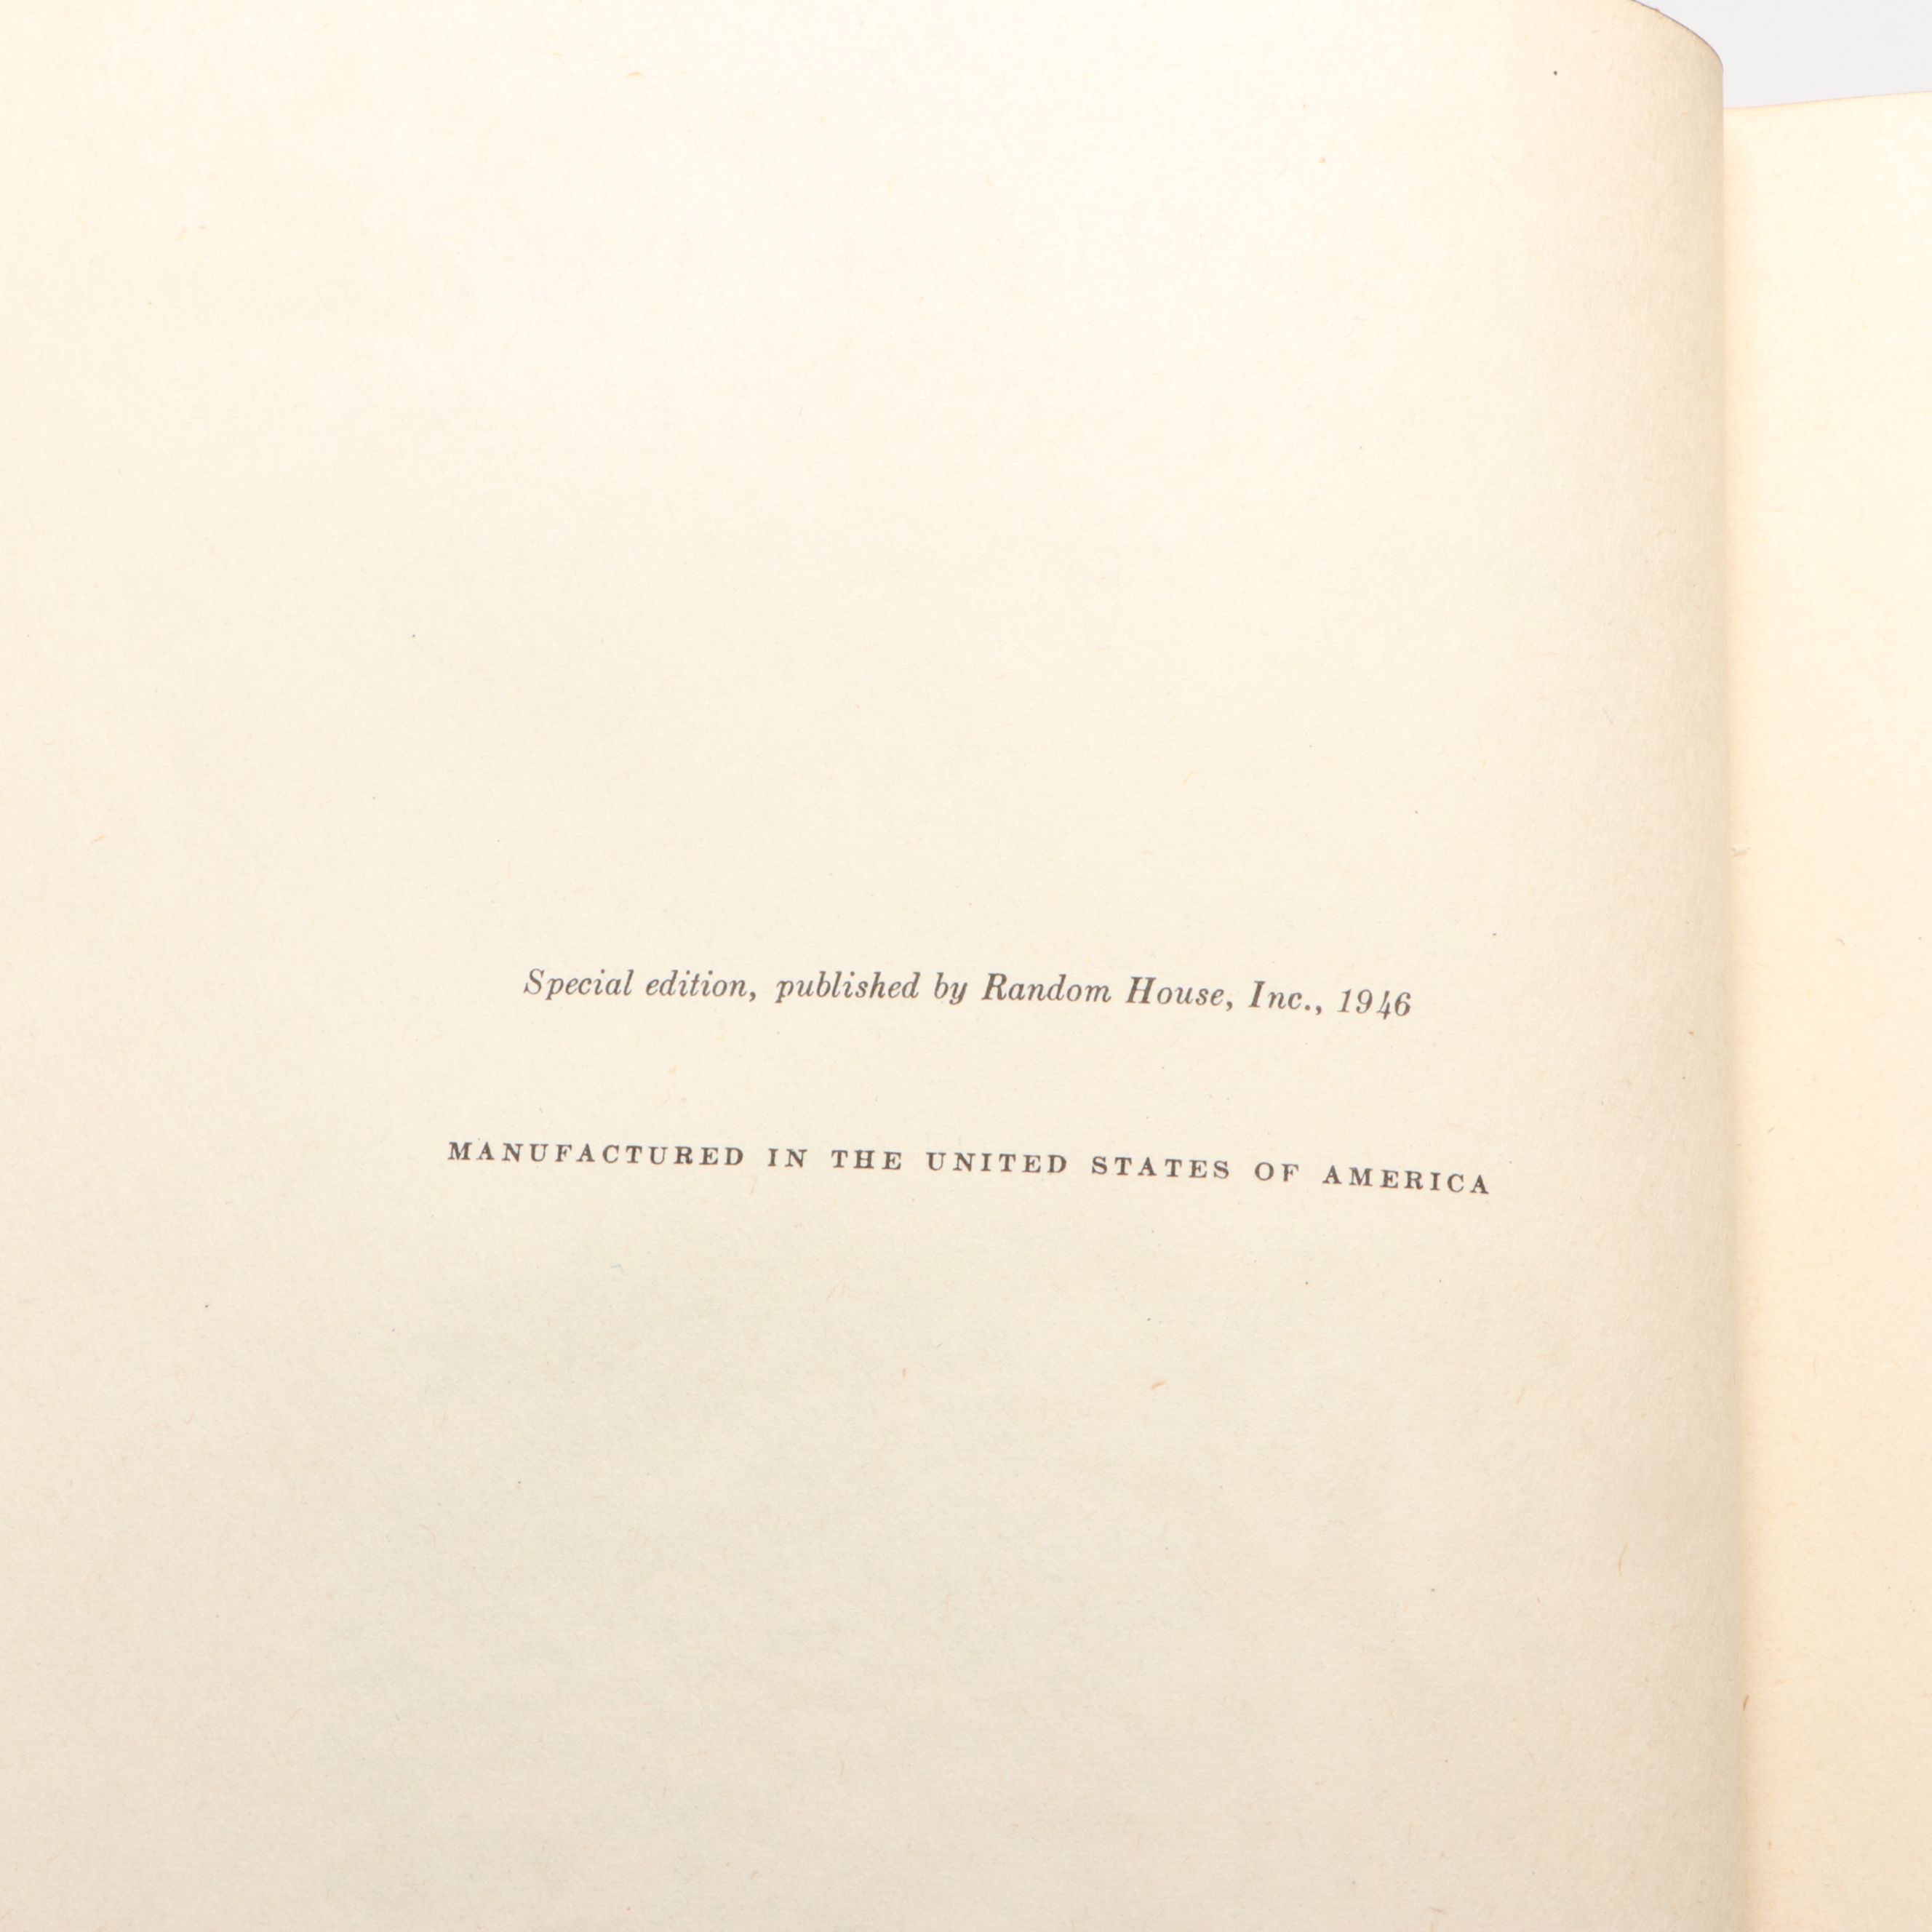 Special edition, published by Random House, Inc., 1946
MANUFACTURED IN THE UNITED STATES OF AMERICA